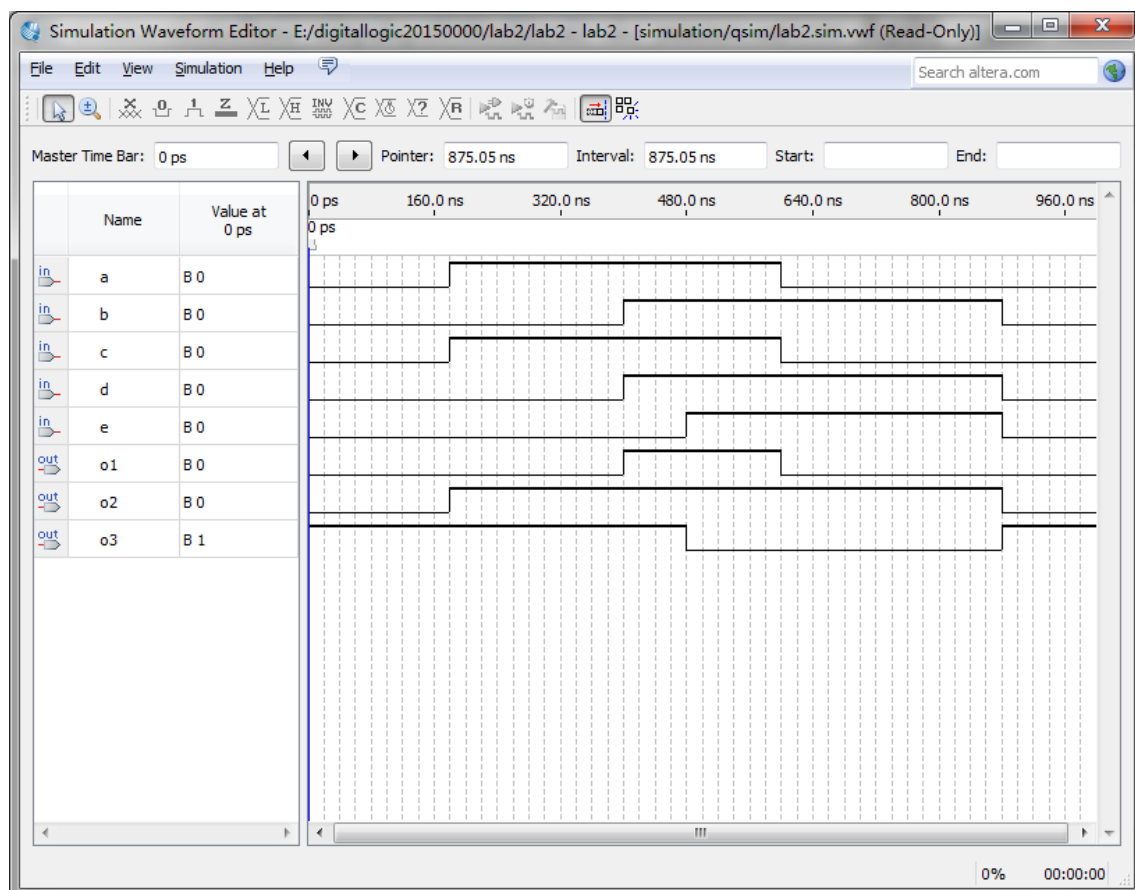 Simulation Waveform Editor - E:/digitallogic20150000/lab2/lab2 - lab2 - [simulation/qsim/lab2.sim.vwf (Read-Only)]
File Edit View Simulation Help
Search altera.com
Master Time Bar: 0 ps Pointer: 875.05 ns Interval: 875.05 ns Start: End:
Name Value at 0 ps
0 ps 160.0 ns 320.0 ns 480.0 ns 640.0 ns 800.0 ns 960.0 ns
0 ps
in a B 0
in b B 0
in c B 0
in d B 0
in e B 0
out o1 B 0
out o2 B 0
out o3 B 1
0% 00:00:00